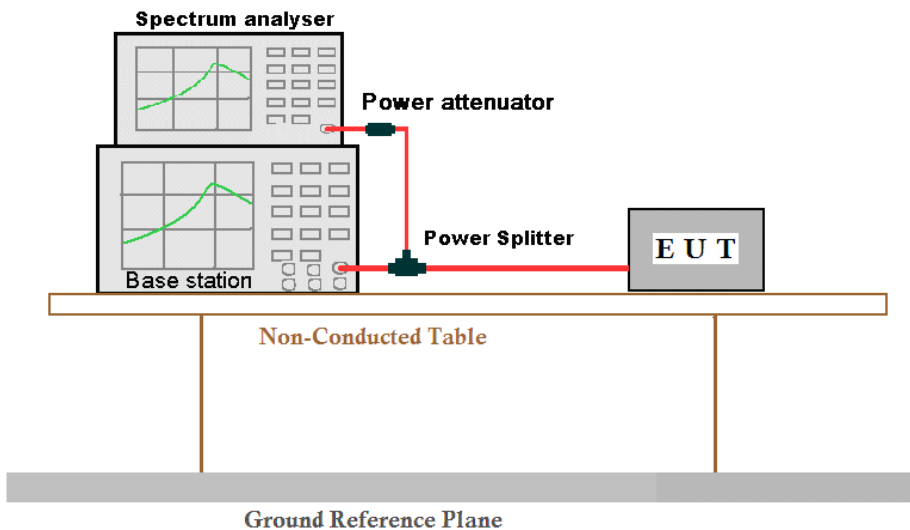 Spectrum analyser
Power attenuator
Power Splitter
E U T
Base station
Non-Conducted Table
Ground Reference Plane